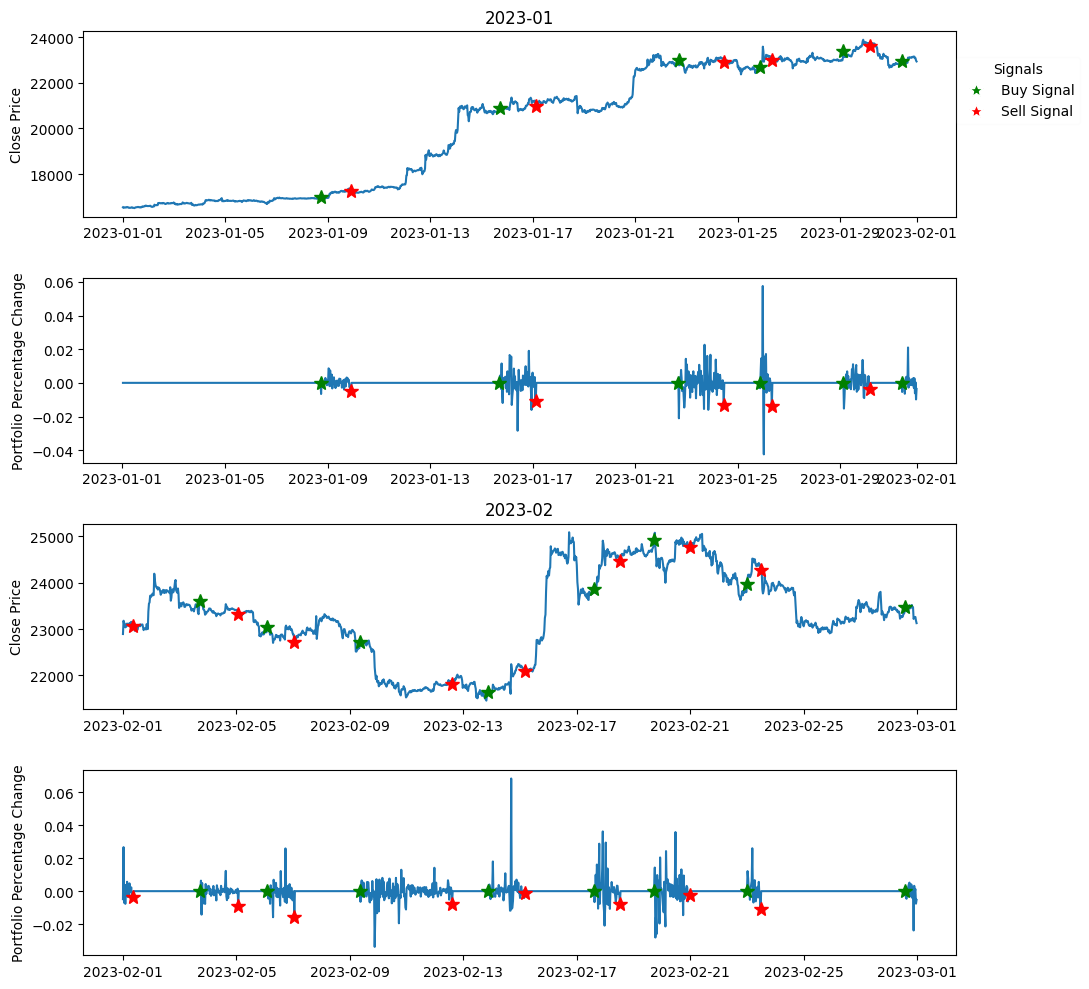 2023-01
24000
22000
20000
18000
Close Price
2023-01-01 2023-01-05 2023-01-09 2023-01-13 2023-01-17 2023-01-21 2023-01-25 2023-01-29 2023-02-01
Signals
Buy Signal
Sell Signal
0.06
0.04
0.02
0.00
−0.02
−0.04
Portfolio Percentage Change
2023-01-01 2023-01-05 2023-01-09 2023-01-13 2023-01-17 2023-01-21 2023-01-25 2023-01-29 2023-02-01
2023-02
25000
24000
23000
22000
Close Price
2023-02-01 2023-02-05 2023-02-09 2023-02-13 2023-02-17 2023-02-21 2023-02-25 2023-03-01
0.06
0.04
0.02
0.00
−0.02
Portfolio Percentage Change
2023-02-01 2023-02-05 2023-02-09 2023-02-13 2023-02-17 2023-02-21 2023-02-25 2023-03-01